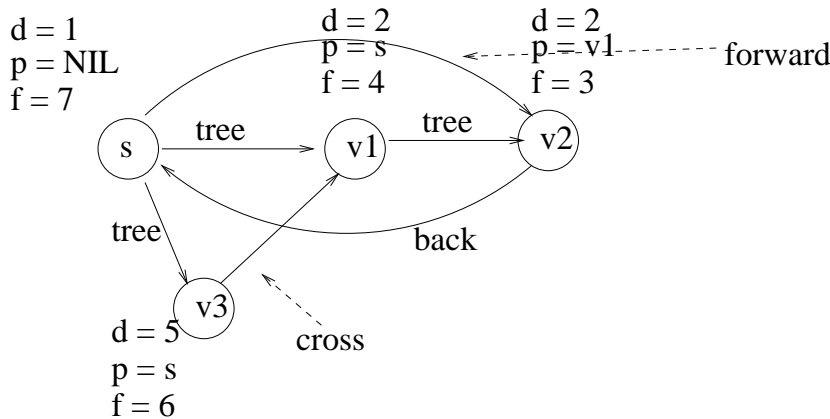 d = 1
p = NIL
f = 7
d = 2
p = s
f = 4
d = 2
p = v1
f = 3
forward
s
tree
v1
tree
v2
tree
back
v3
cross
d = 5
p = s
f = 6